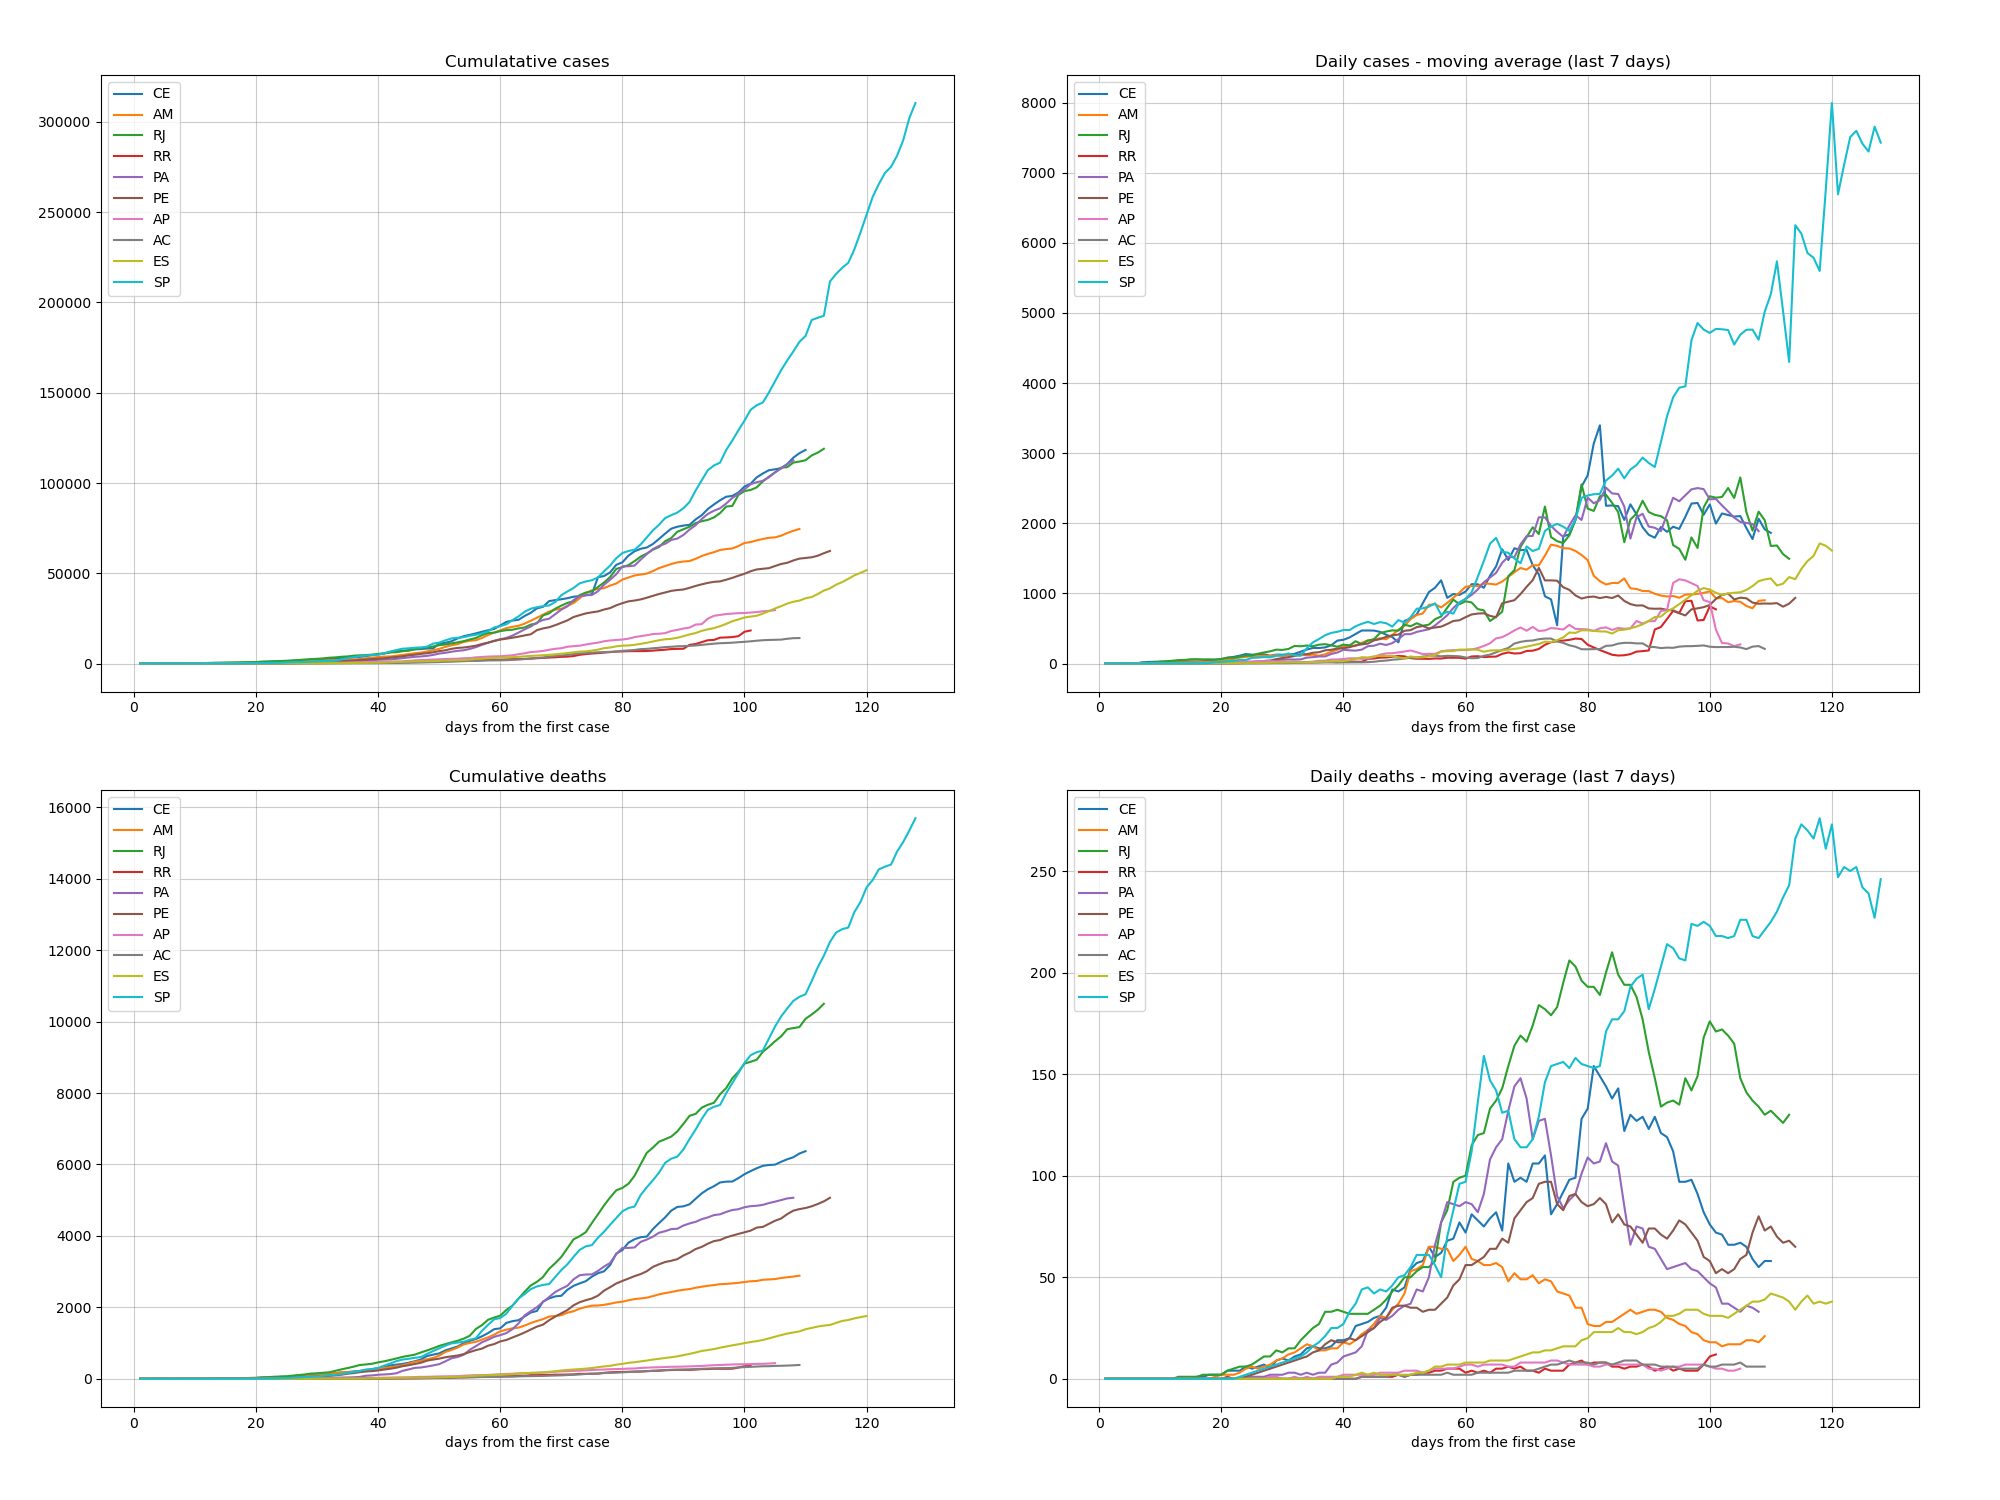 Cumulatative cases
CE
AM
RJ
RR
PA
PE
AP
AC
ES
SP
300000
250000
200000
150000
100000
50000
0
0 20 40 60 80 100 120
days from the first case
Daily cases - moving average (last 7 days)
CE
AM
RJ
RR
PA
PE
AP
AC
ES
SP
8000
7000
6000
5000
4000
3000
2000
1000
0
0 20 40 60 80 100 120
days from the first case
Cumulative deaths
CE
AM
RJ
RR
PA
PE
AP
AC
ES
SP
16000
14000
12000
10000
8000
6000
4000
2000
0
0 20 40 60 80 100 120
days from the first case
Daily deaths - moving average (last 7 days)
CE
AM
RJ
RR
PA
PE
AP
AC
ES
SP
250
200
150
100
50
0
0 20 40 60 80 100 120
days from the first case